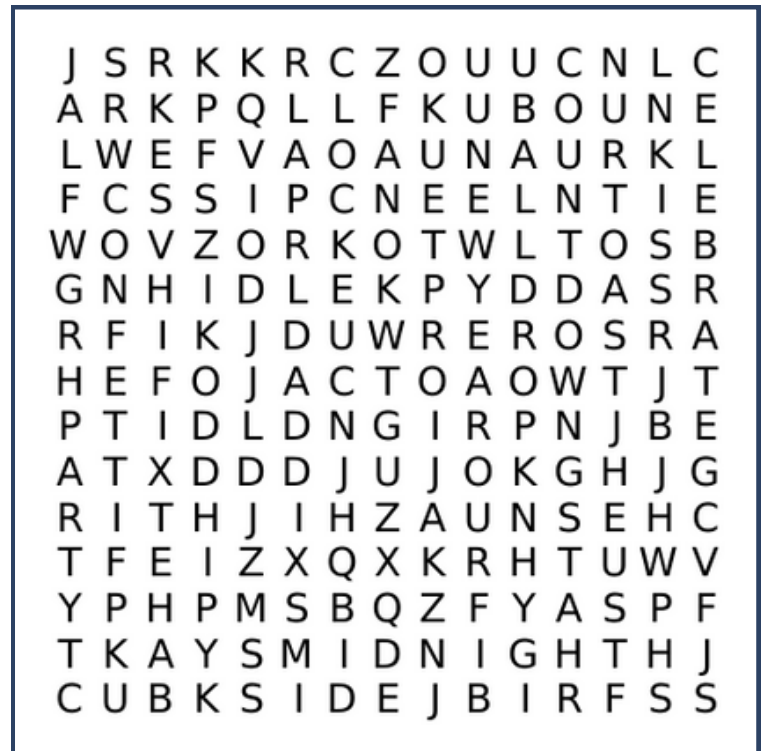 J S R K K R C Z O U U C N L C
A R K P Q L L F K U B O U N E
L W E F V A O A U N A U R K L
F C S S I P C N E E L N T I E
W O V Z O R K O T W L T O S B
G N H I D L E K P Y D D A S R
R F I K J D U W R E R O S R A
H E F O J A C T O A O W T J T
P T I D L D N G I R P N J B E
A T X D D D J U J O K G H J G
R I T H J I H Z A U N S E H C
T F E I Z X Q X K R H T U W V
Y P H P M S B Q Z F Y A S P F
T K A Y S M I D N I G H T H J
C U B K S I D E J B I R F S S